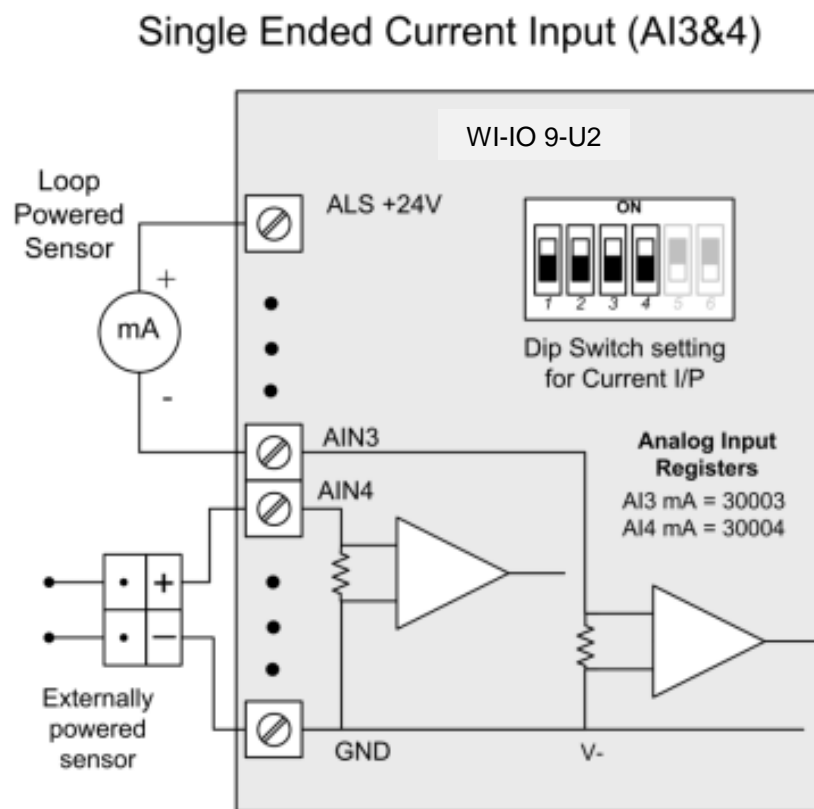 Single Ended Current Input (AI3&4)
WI-IO 9-U2
Loop
Powered
Sensor
ALS +24V
ON
1 2 3 4 5 6
+
mA
-
Dip Switch setting
for Current I/P
AIN3
Analog Input
Registers
AI3 mA = 30003
AI4 mA = 30004
AIN4
+
−
Externally
powered
sensor
GND
V-